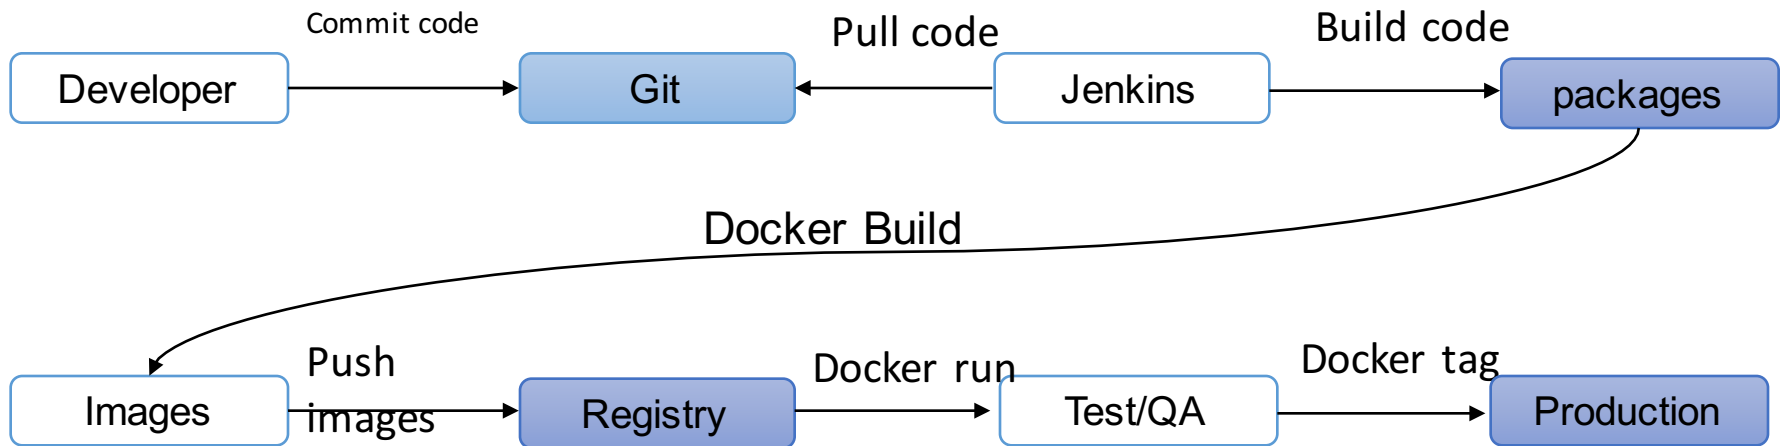 Commit code
Pull code
Build code
Developer
Git
Jenkins
packages
Docker Build
Push
images
Docker run
Docker tag
Images
Registry
Test/QA
Production